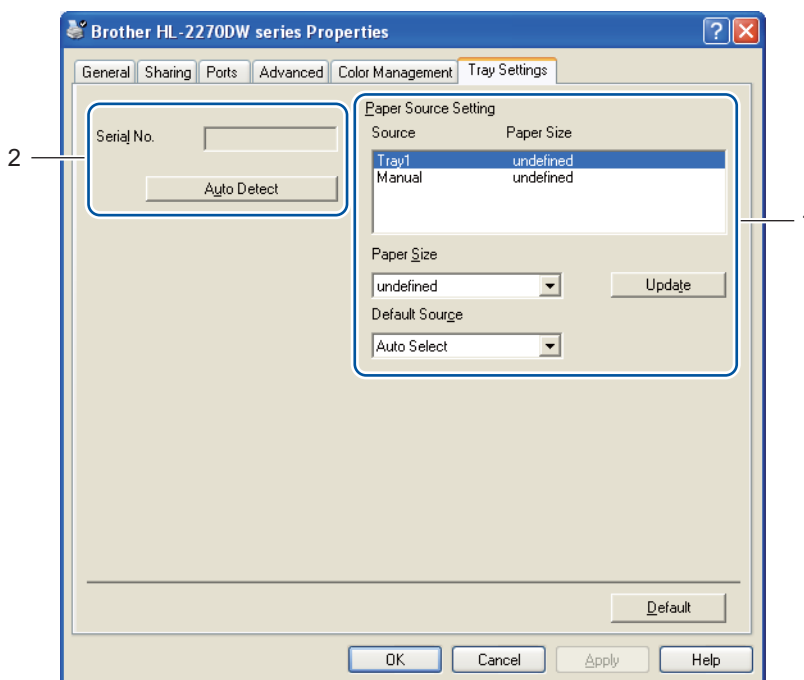 Brother HL-2270DW series Properties
General Sharing Ports Advanced Color Management Tray Settings
2
Serial No.
Auto Detect
Paper Source Setting
Source Paper Size
Tray1 undefined
Manual undefined
Paper Size
undefined Update
Default Source
Auto Select
Default
OK Cancel Apply Help